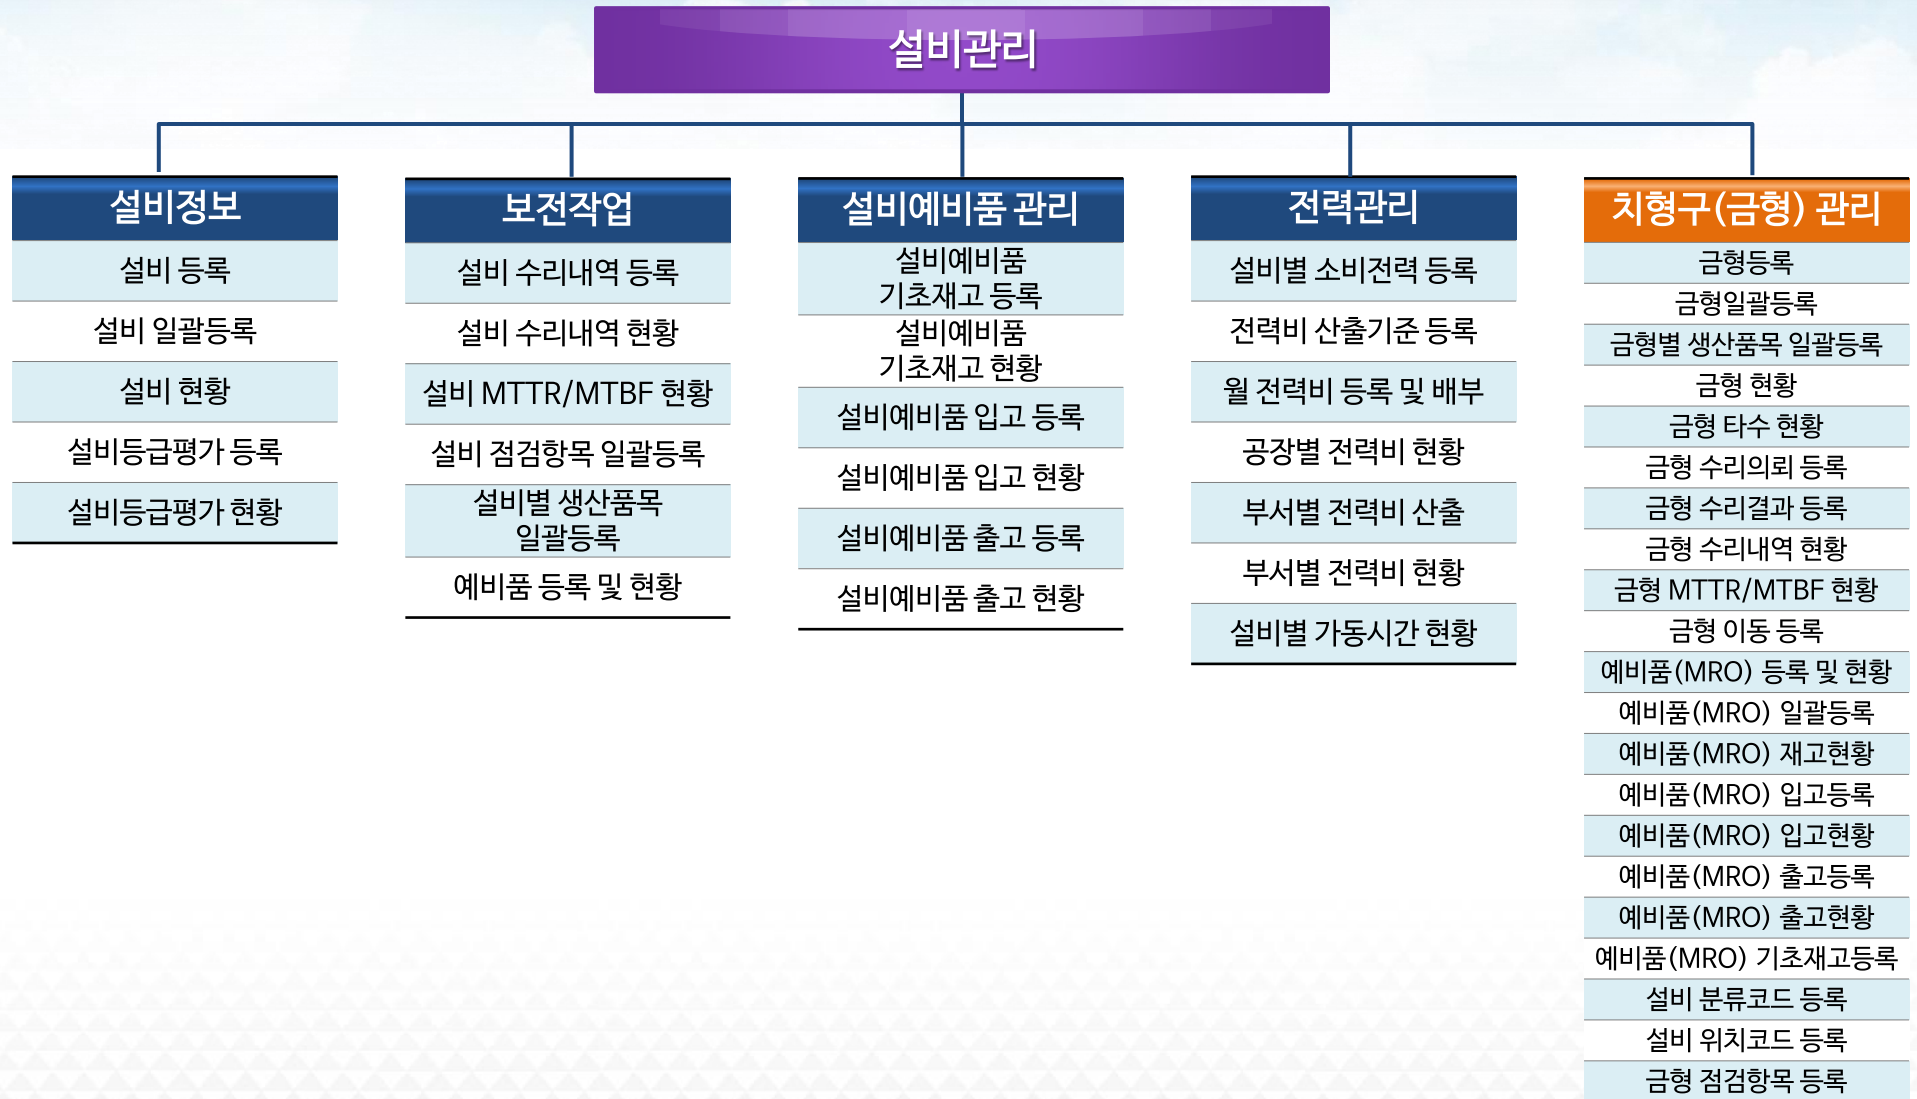 설비관리
설비정보
설비 등록
설비 일괄등록
설비 현황
설비등급평가 등록
설비등급평가 현황
보전작업
설비 수리내역 등록
설비 수리내역 현황
설비 MTTR/MTBF 현황
설비 점검항목 일괄등록
설비별 생산품목
일괄등록
예비품 등록 및 현황
설비예비품 관리
설비예비품
기초재고 등록
설비예비품
기초재고 현황
설비예비품 입고 등록
설비예비품 입고 현황
설비예비품 출고 등록
설비예비품 출고 현황
전력관리
설비별 소비전력 등록
전력비 산출기준 등록
월 전력비 등록 및 배부
공장별 전력비 현황
부서별 전력비 산출
부서별 전력비 현황
설비별 가동시간 현황
치형구(금형) 관리
금형등록
금형일괄등록
금형별 생산품목 일괄등록
금형 현황
금형 타수 현황
금형 수리의뢰 등록
금형 수리결과 등록
금형 수리내역 현황
금형 MTTR/MTBF 현황
금형 이동 등록
예비품(MRO) 등록 및 현황
예비품(MRO) 일괄등록
예비품(MRO) 재고현황
예비품(MRO) 입고등록
예비품(MRO) 입고현황
예비품(MRO) 출고등록
예비품(MRO) 출고현황
예비품(MRO) 기초재고등록
설비 분류코드 등록
설비 위치코드 등록
금형 점검항목 등록